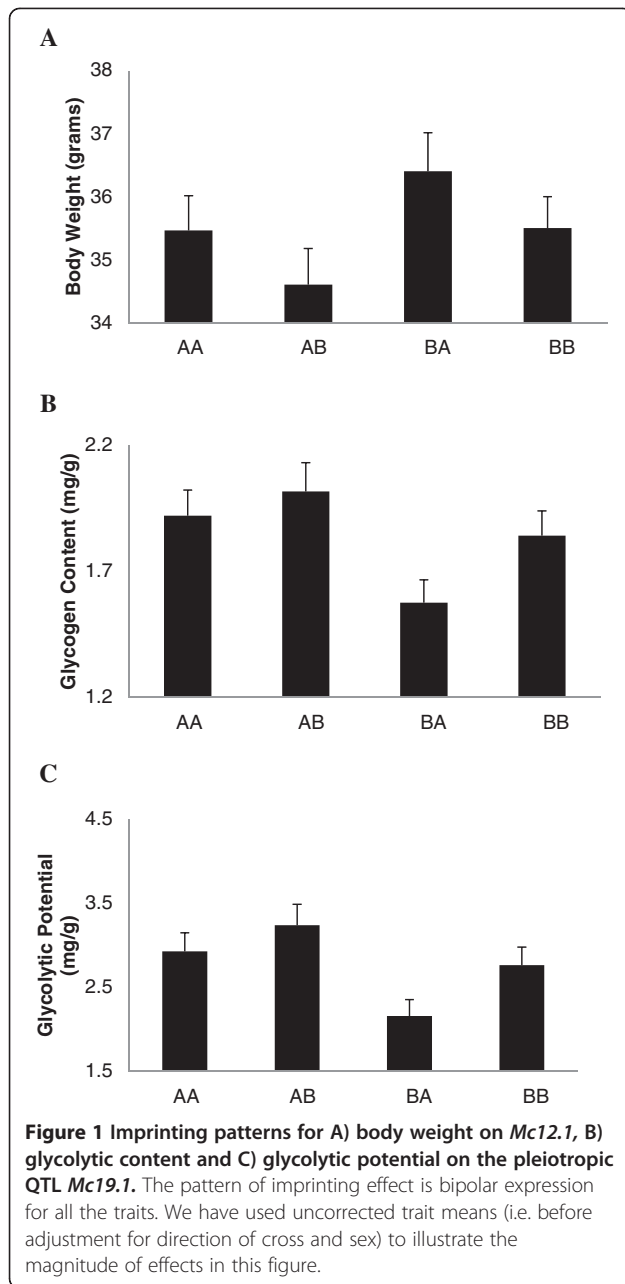 A
Body Weight (grams)
38
37
36
35
34
AA AB BA BB
B
Glycogen Content (mg/g)
2.2
1.7
1.2
AA AB BA BB
C
Glycolytic Potential
(mg/g)
4.5
3.5
2.5
1.5
AA AB BA BB
Figure 1 Imprinting patterns for A) body weight on Mc12.1, B)
glycolytic content and C) glycolytic potential on the pleiotropic
QTL Mc19.1. The pattern of imprinting effect is bipolar expression
for all the traits. We have used uncorrected trait means (i.e. before
adjustment for direction of cross and sex) to illustrate the
magnitude of effects in this figure.